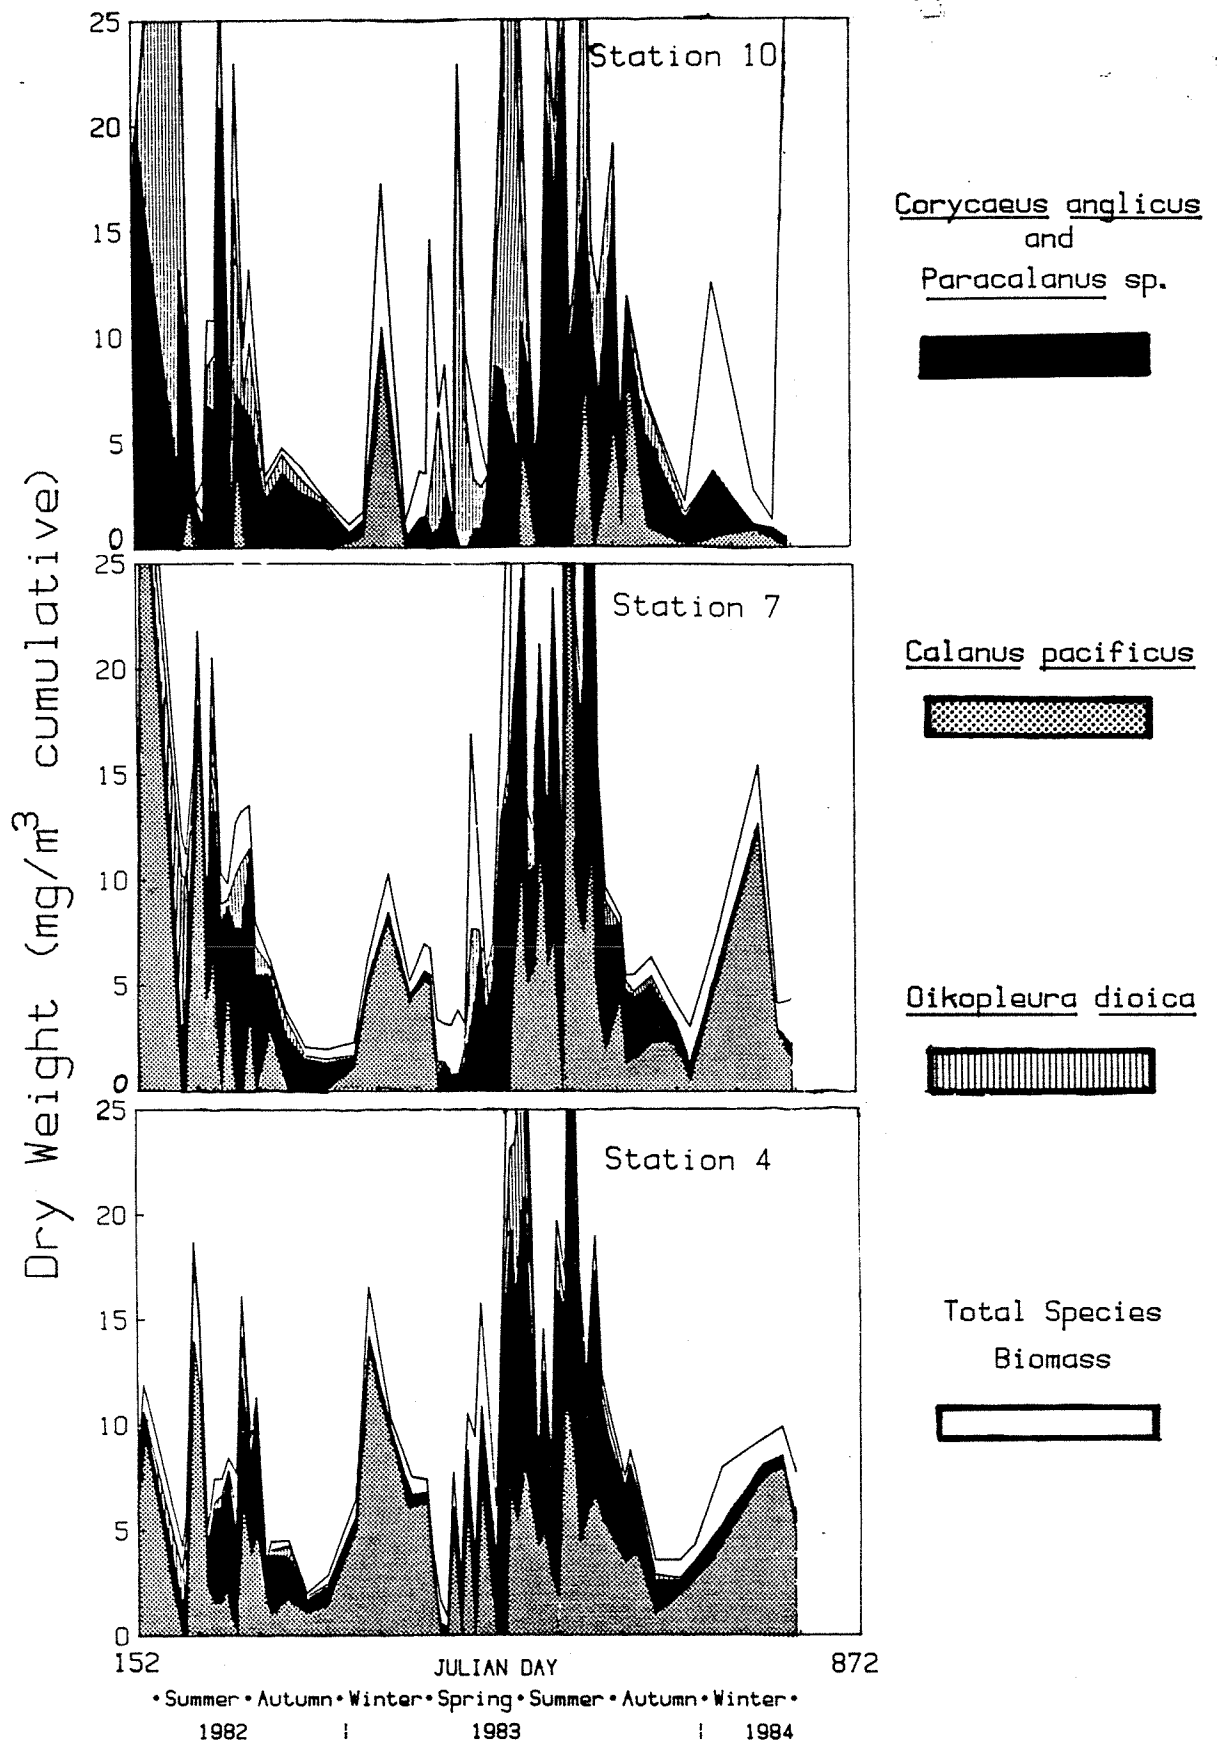 Dry Weight (mg/m³ cumulative)
25
20
15
10
5
0
Station 10
25
20
15
10
5
0
Station 7
25
20
15
10
5
0
Station 4
152
JULIAN DAY
872
•Summer•Autumn•Winter•Spring•Summer•Autumn•Winter•
1982 | 1983 | 1984
Corycaeus anglicus
and
Paracalanus sp.
Calanus pacificus
Oikopleura dioica
Total Species
Biomass